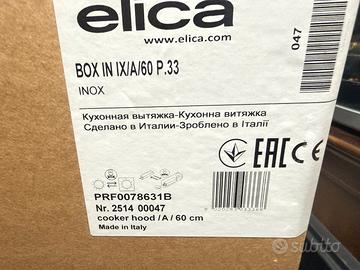 elica
www.elica.com
BOX IN IX/A/60 P.33
INOX
047
Кухонная вытяжка-Кухонна витяжка
Сделано в Италии-Зроблено в Італії
EAC CE
PRF0078631B
Nr. 2514 00047
cooker hood /A / 60 cm
Made in Italy
subito